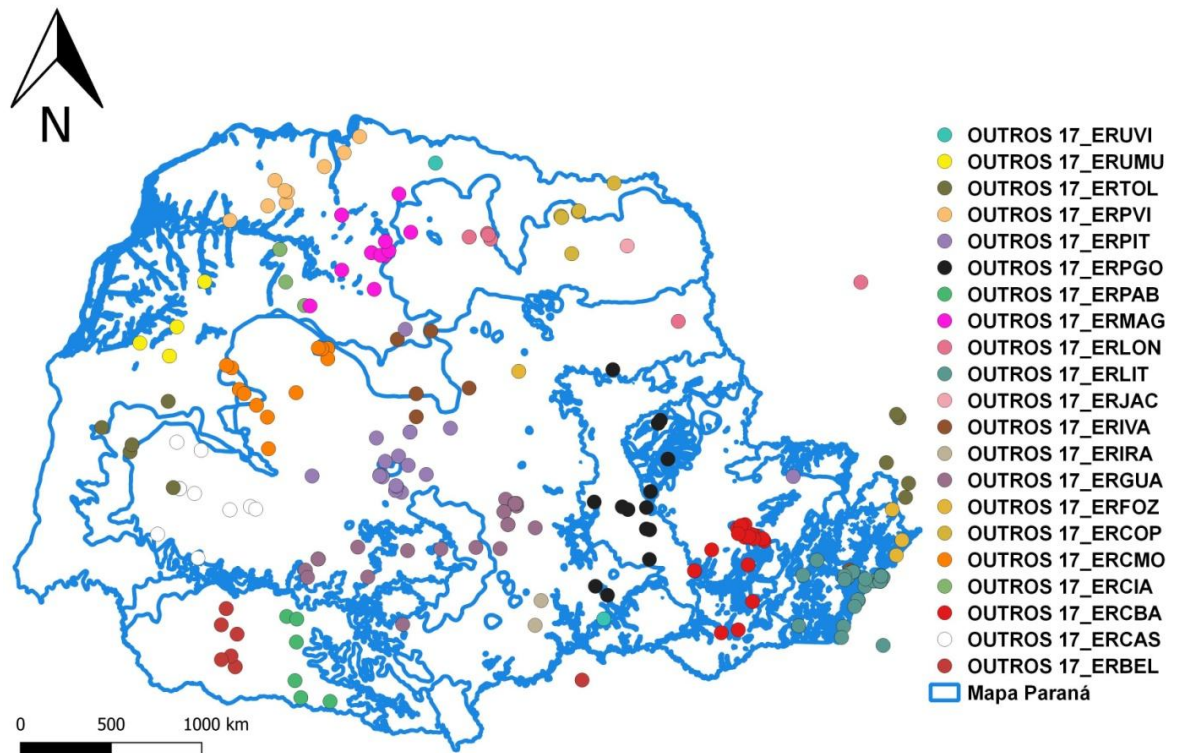 N
OUTROS 17_ERUVI
OUTROS 17_ERUMU
OUTROS 17_ERTOL
OUTROS 17_ERPVI
OUTROS 17_ERPIT
OUTROS 17_ERPGO
OUTROS 17_ERPAB
OUTROS 17_ERMAG
OUTROS 17_ERLON
OUTROS 17_ERLIT
OUTROS 17_ERJAC
OUTROS 17_ERIVA
OUTROS 17_ERIRA
OUTROS 17_ERGUA
OUTROS 17_ERFOZ
OUTROS 17_ERCOP
OUTROS 17_ERCMO
OUTROS 17_ERCIA
OUTROS 17_ERCBA
OUTROS 17_ERCAS
OUTROS 17_ERBEL
Mapa Paraná
0 500 1000 km